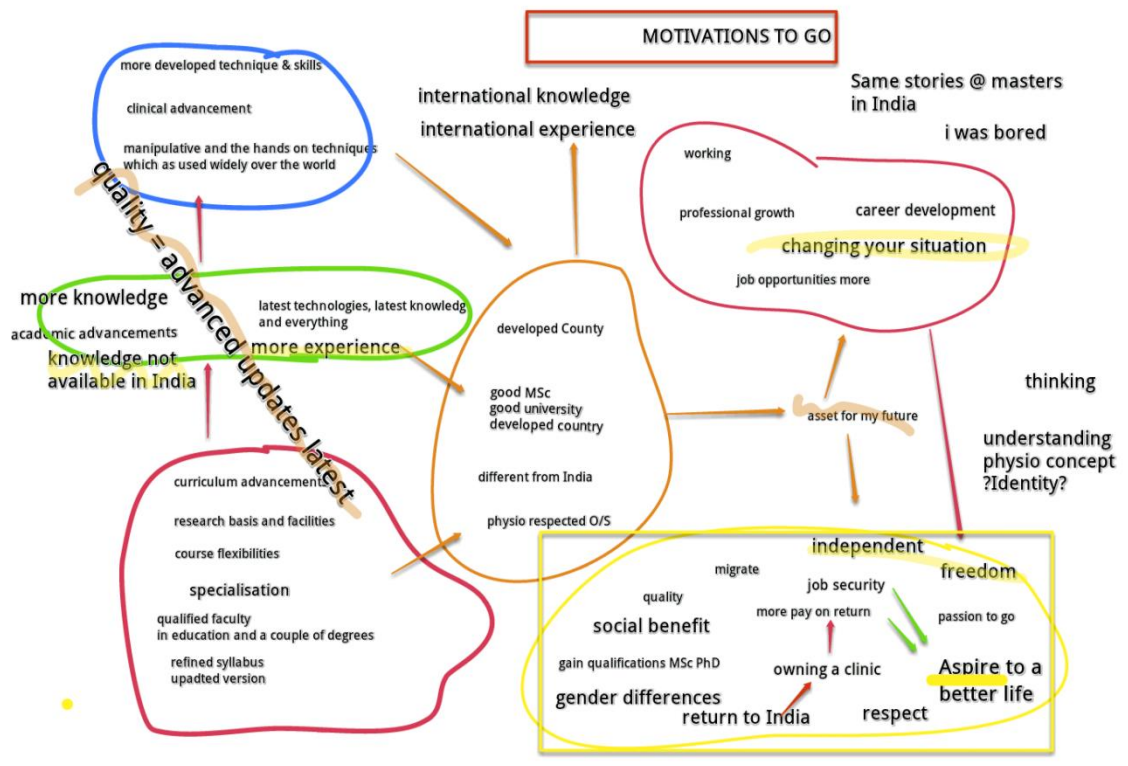 MOTIVATIONS TO GO
more developed technique & skills
clinical advancement
manipulative and the hands on techniques
which as used widely over the world
international knowledge
international experience
Same stories @ masters
in India
i was bored
working
professional growth
career development
changing your situation
job opportunities more
quality = advanced updates latest
more knowledge
academic advancements
latest technologies, latest knowledg
and everything
more experience
knowledge not
available in India
developed County
good MSc
good university
developed country
different from India
physio respected O/S
asset for my future
thinking
understanding
physio concept
?Identity?
curriculum advancements
research basis and facilities
course flexibilities
specialisation
qualified faculty
in education and a couple of degrees
refined syllabus
upadted version
independent
freedom
migrate
job security
quality
more pay on return
passion to go
social benefit
gain qualifications MSc PhD
owning a clinic
Aspire to a
better life
gender differences
return to India
respect